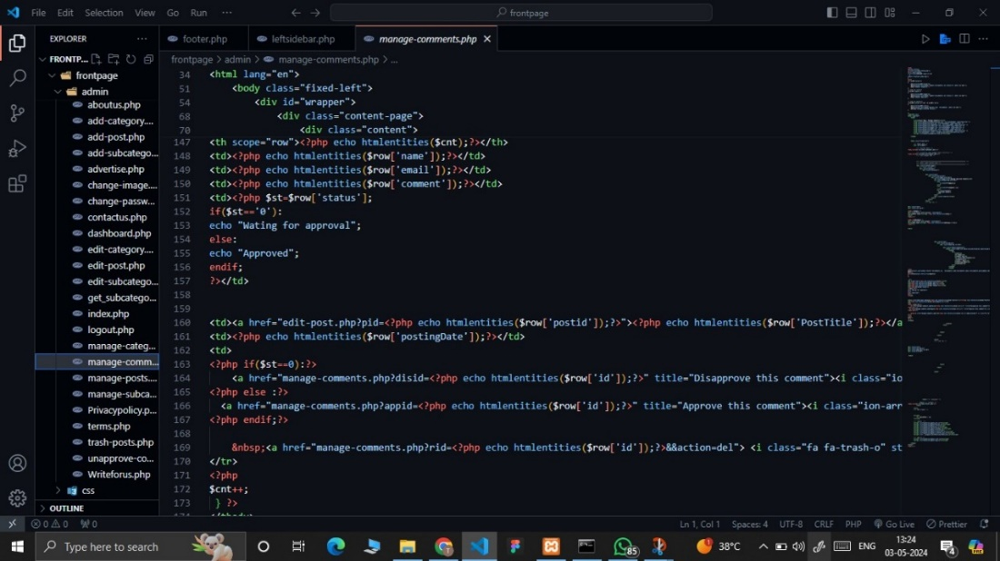 File Edit Selection View Go Run ··· frontpage
EXPLORER ···
footer.php leftsidebar.php manage-comments.php
FRONTP...
frontpage > admin > manage-comments.php > ...
frontpage
admin
aboutus.php
add-category....
add-post.php
add-subcatego...
advertise.php
change-image....
change-passw...
contactus.php
dashboard.php
edit-category....
edit-post.php
edit-subcatego...
get_subcatego...
index.php
logout.php
manage-categ...
manage-comm...
manage-posts....
manage-subca...
Privacypolicy.p...
terms.php
trash-posts.php
unapprove-co...
Writeforus.php
css
OUTLINE
34 <html lang="en">
51 <body class="fixed-left">
54 <div id="wrapper">
68 <div class="content-page">
70 <div class="content">
147 <th scope="row"><?php echo htmlentities($cnt);?></th>
148 <td><?php echo htmlentities($row['name']);?></td>
149 <td><?php echo htmlentities($row['email']);?></td>
150 <td><?php echo htmlentities($row['comment']);?></td>
151 <td><?php $st=$row['status'];
152 if($st=='0'):
153 echo "Wating for approval";
154 else:
155 echo "Approved";
156 endif;
157 ?></td>
158
159
160 <td><a href="edit-post.php?pid=<?php echo htmlentities($row['postid']);?>"><?php echo htmlentities($row['PostTitle']);?></a
161 <td><?php echo htmlentities($row['postingDate']);?></td>
162 <td>
163 <?php if($st==0):?>
164 <a href="manage-comments.php?disid=<?php echo htmlentities($row['id']);?>" title="Disapprove this comment"><i class="io
165 <?php else :?>
166 <a href="manage-comments.php?appid=<?php echo htmlentities($row['id']);?>" title="Approve this comment"><i class="ion-arr
167 <?php endif;?>
168
169 &nbsp;<a href="manage-comments.php?rid=<?php echo htmlentities($row['id']);?>&&action=del"> <i class="fa fa-trash-o" st
170 </tr>
171 <?php
172 $cnt++;
173 } ?>
0 0 0 Ln 1, Col 1 Spaces: 4 UTF-8 CRLF PHP Go Live Prettier
Type here to search 85 38°C ENG 13:24 03-05-2024 4